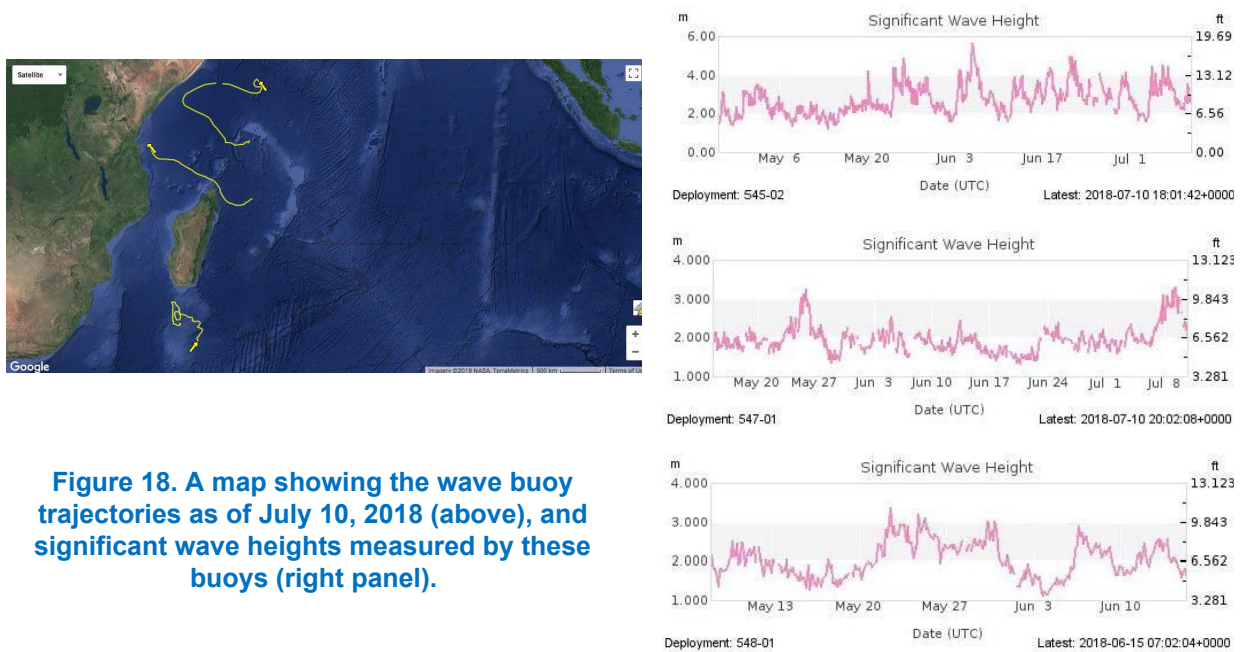 Satellite
Google
Imagery ©2018 NASA, TerraMetrics
500 km
Terms of
Figure 18. A map showing the wave buoy
trajectories as of July 10, 2018 (above), and
significant wave heights measured by these
buoys (right panel).
m Significant Wave Height ft
6.00 19.69
4.00 13.12
2.00 6.56
0.00 0.00
May 6 May 20 Jun 3 Jun 17 Jul 1
Date (UTC)
Deployment: 545-02 Latest: 2018-07-10 18:01:42+0000
m Significant Wave Height ft
4.000 13.123
3.000 9.843
2.000 6.562
1.000 3.281
May 20 May 27 Jun 3 Jun 10 Jun 17 Jun 24 Jul 1 Jul 8
Date (UTC)
Deployment: 547-01 Latest: 2018-07-10 20:02:08+0000
m Significant Wave Height ft
4.000 13.123
3.000 9.843
2.000 6.562
1.000 3.281
May 13 May 20 May 27 Jun 3 Jun 10
Date (UTC)
Deployment: 548-01 Latest: 2018-06-15 07:02:04+0000